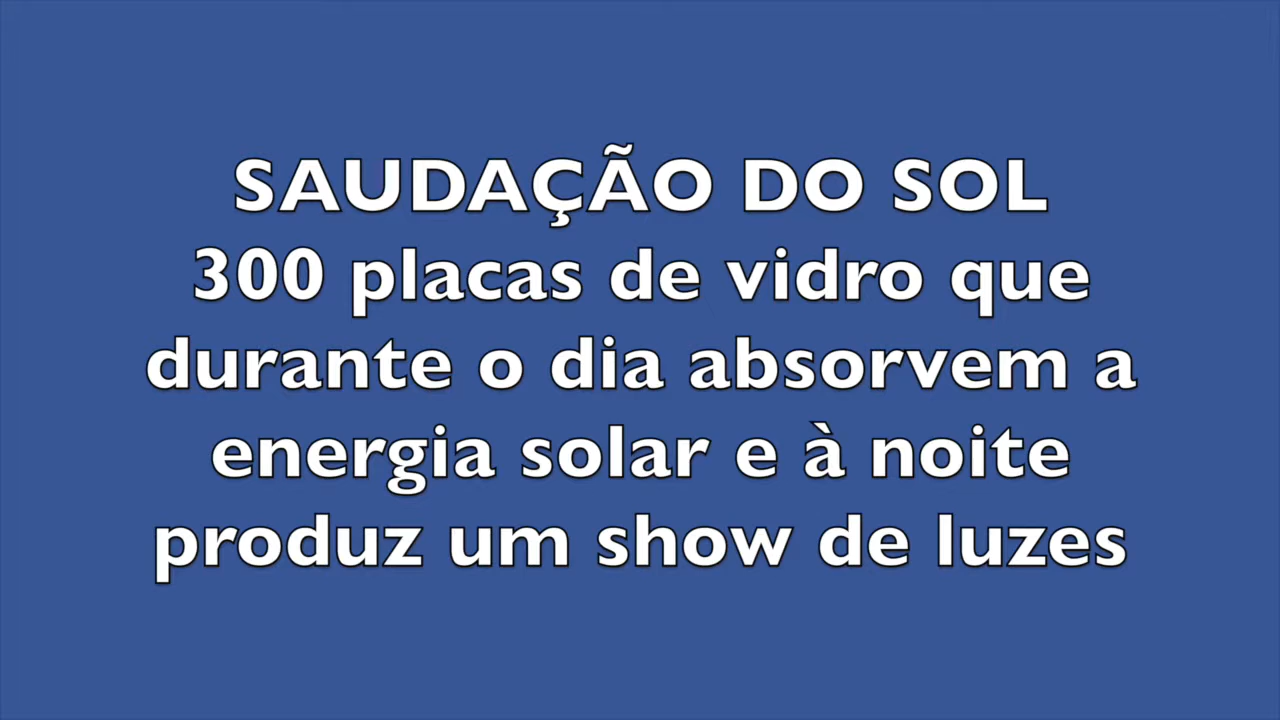 SAUDAÇÃO DO SOL
300 placas de vidro que
durante o dia absorvem a
energia solar e à noite
produz um show de luzes